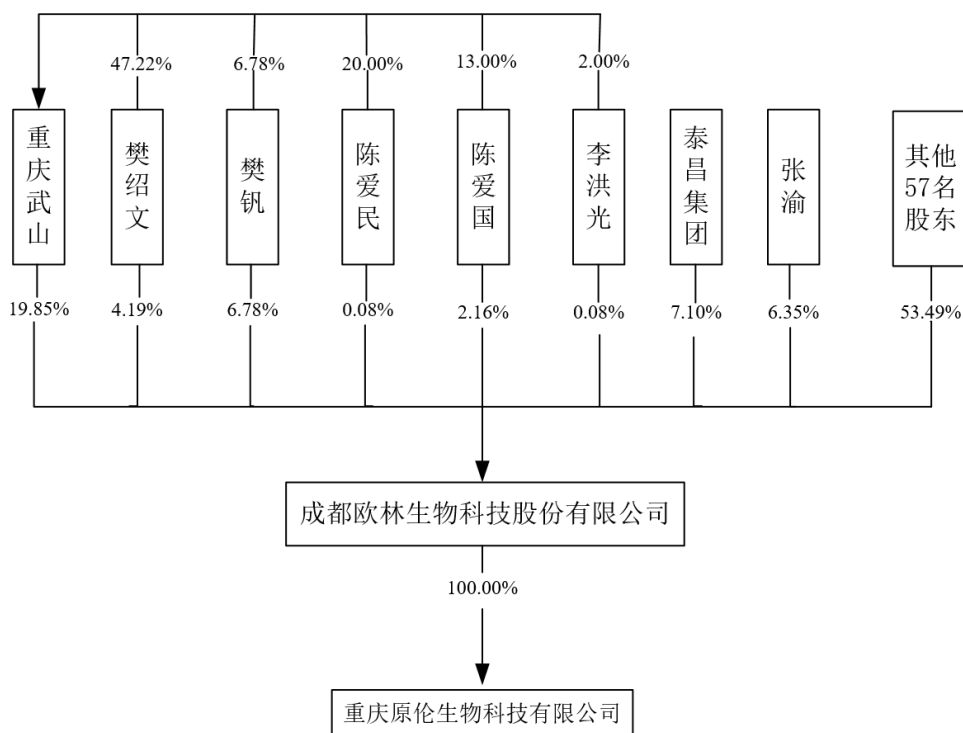 47.22% 6.78% 20.00% 13.00% 2.00%
重庆武山
樊绍文
樊钒
陈爱民
陈爱国
李洪光
泰昌集团
张渝
其他
57名
股东
19.85% 4.19% 6.78% 0.08% 2.16% 0.08% 7.10% 6.35% 53.49%
成都欧林生物科技股份有限公司
100.00%
重庆原伦生物科技有限公司